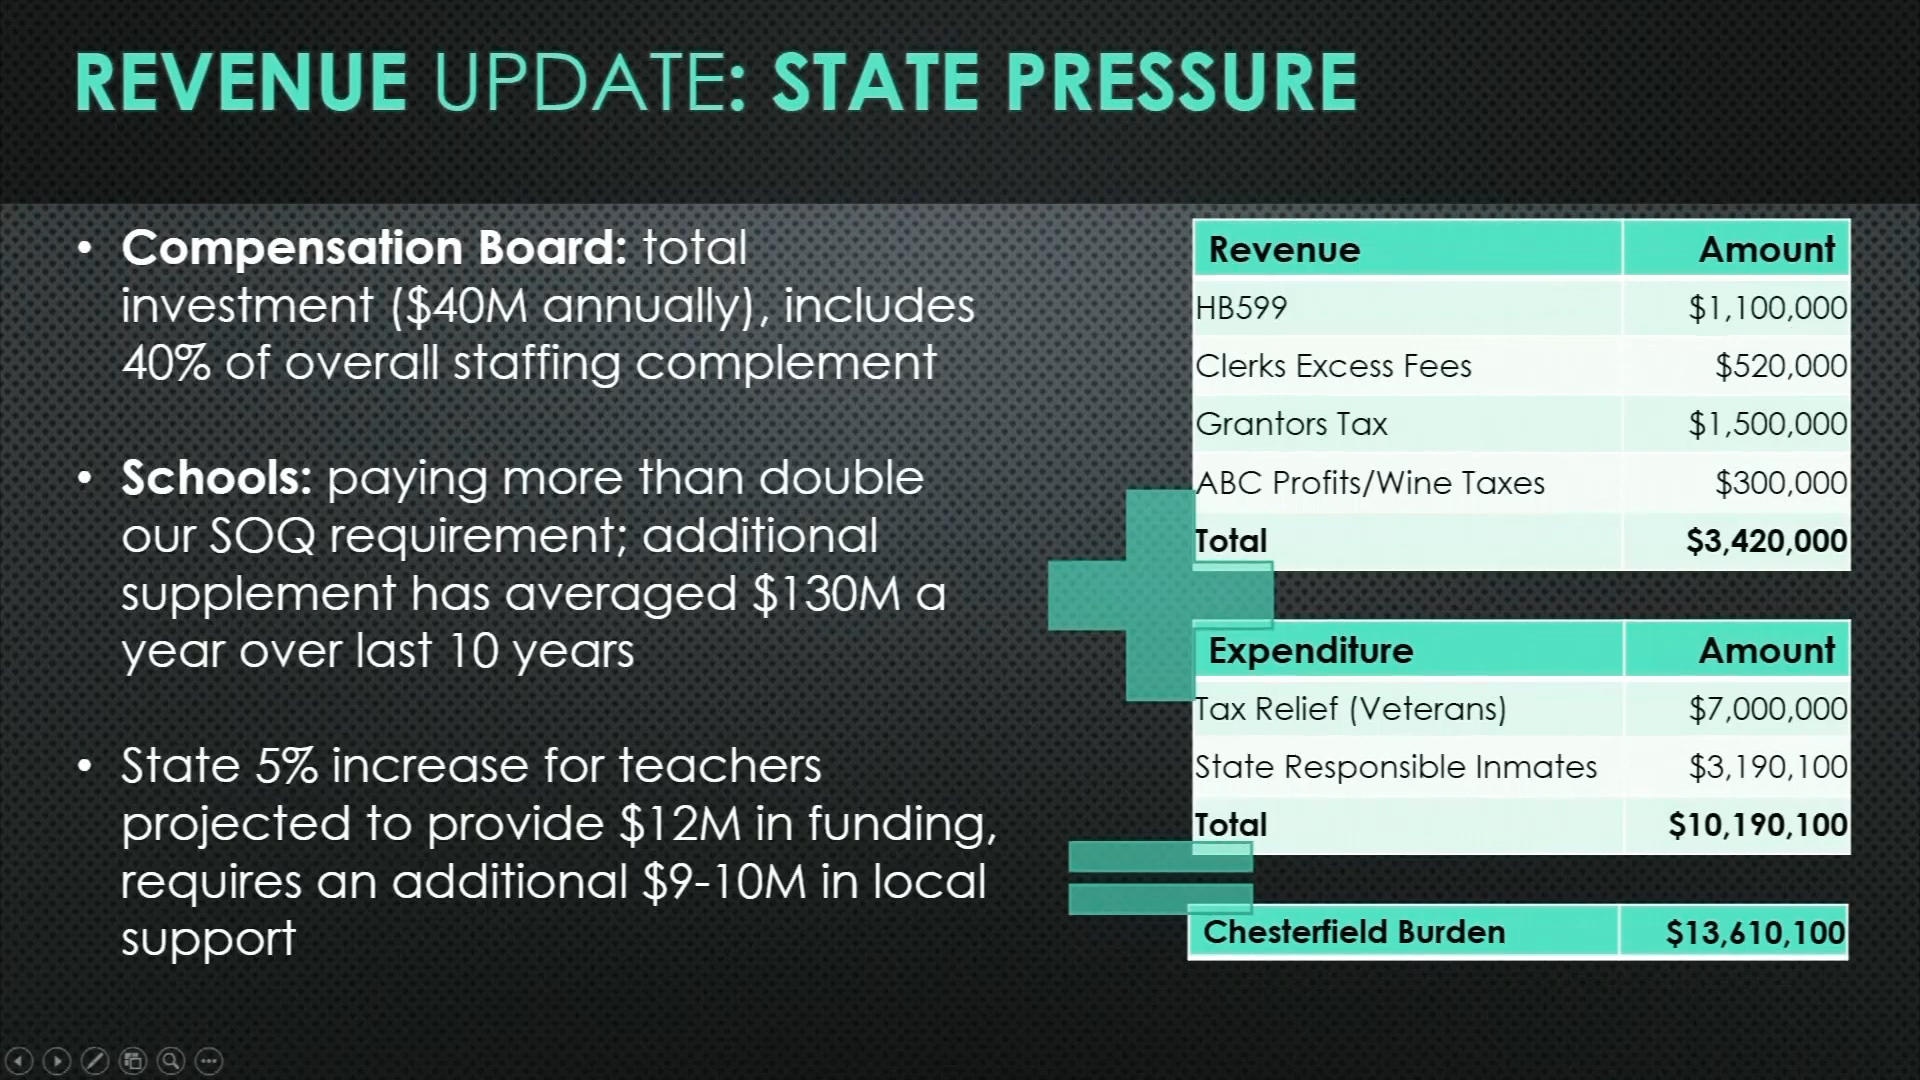 REVENUE UPDATE: STATE PRESSURE
• Compensation Board: total
investment ($40M annually), includes
40% of overall staffing complement
• Schools: paying more than double
our SOQ requirement; additional
supplement has averaged $130M a
year over last 10 years
• State 5% increase for teachers
projected to provide $12M in funding,
requires an additional $9-10M in local
support
Revenue Amount
HB599 $1,100,000
Clerks Excess Fees $520,000
Grantors Tax $1,500,000
ABC Profits/Wine Taxes $300,000
Total $3,420,000
Expenditure Amount
Tax Relief (Veterans) $7,000,000
State Responsible Inmates $3,190,100
Total $10,190,100
Chesterfield Burden $13,610,100